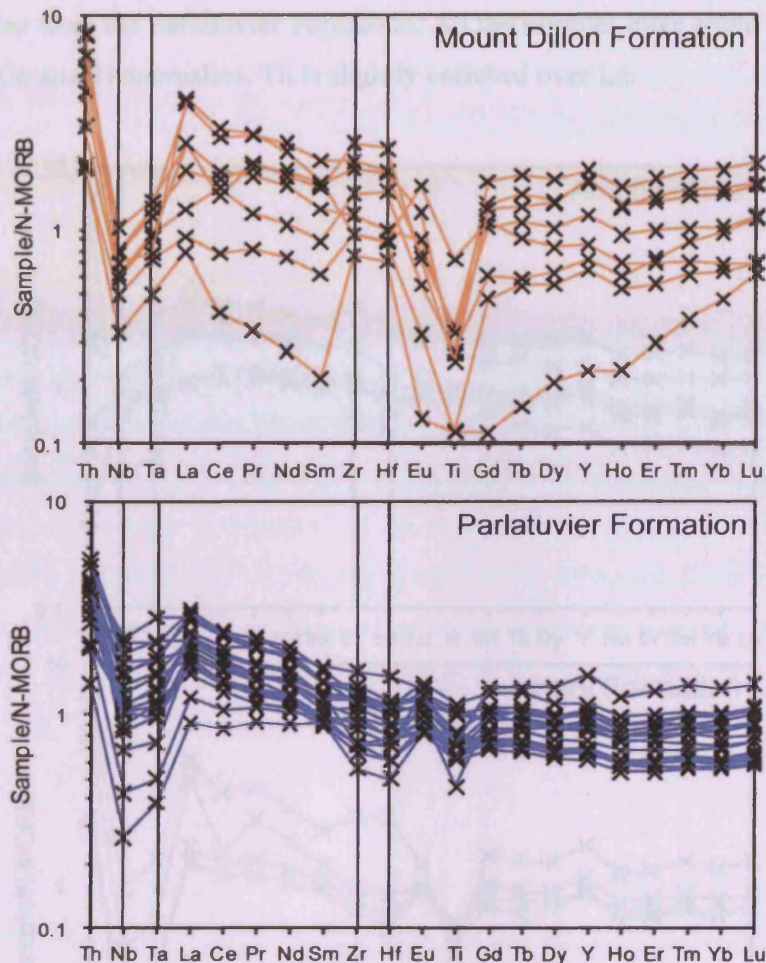 10
Mount Dillon Formation
Sample/N-MORB
1
0.1
Th Nb Ta La Ce Pr Nd Sm Zr Hf Eu Ti Gd Tb Dy Y Ho Er Tm Yb Lu
10
Parlatuvier Formation
Sample/N-MORB
1
0.1
Th Nb Ta La Ce Pr Nd Sm Zr Hf Eu Ti Gd Tb Dy Y Ho Er Tm Yb Lu